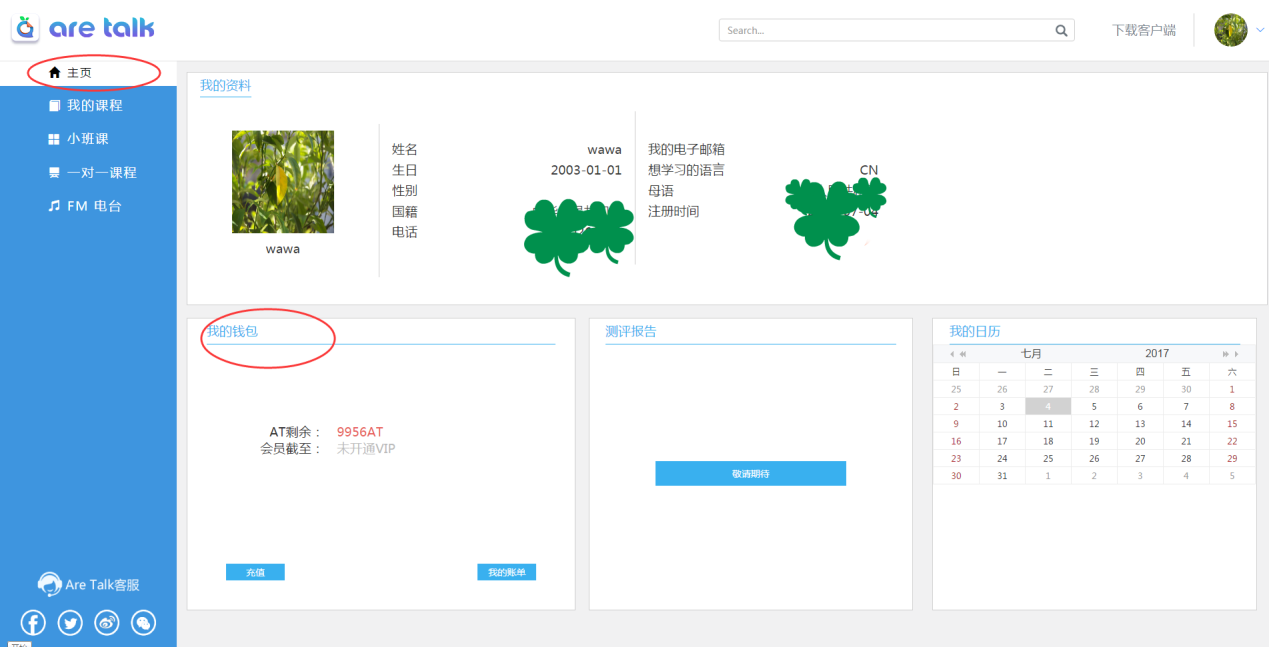 are talk
Search...
下载客户端
主页
我的课程
小班课
一对一课程
FM 电台
我的资料
wawa
姓名 wawa
生日 2003-01-01
性别
国籍
电话
我的电子邮箱
想学习的语言 CN
母语
注册时间
我的钱包
AT剩余： 9956AT
会员截至： 未开通VIP
充值 我的账单
测评报告
敬请期待
我的日历
七月 2017
日 一 二 三 四 五 六
25 26 27 28 29 30 1
2 3 4 5 6 7 8
9 10 11 12 13 14 15
16 17 18 19 20 21 22
23 24 25 26 27 28 29
30 31 1 2 3 4 5
Are Talk客服